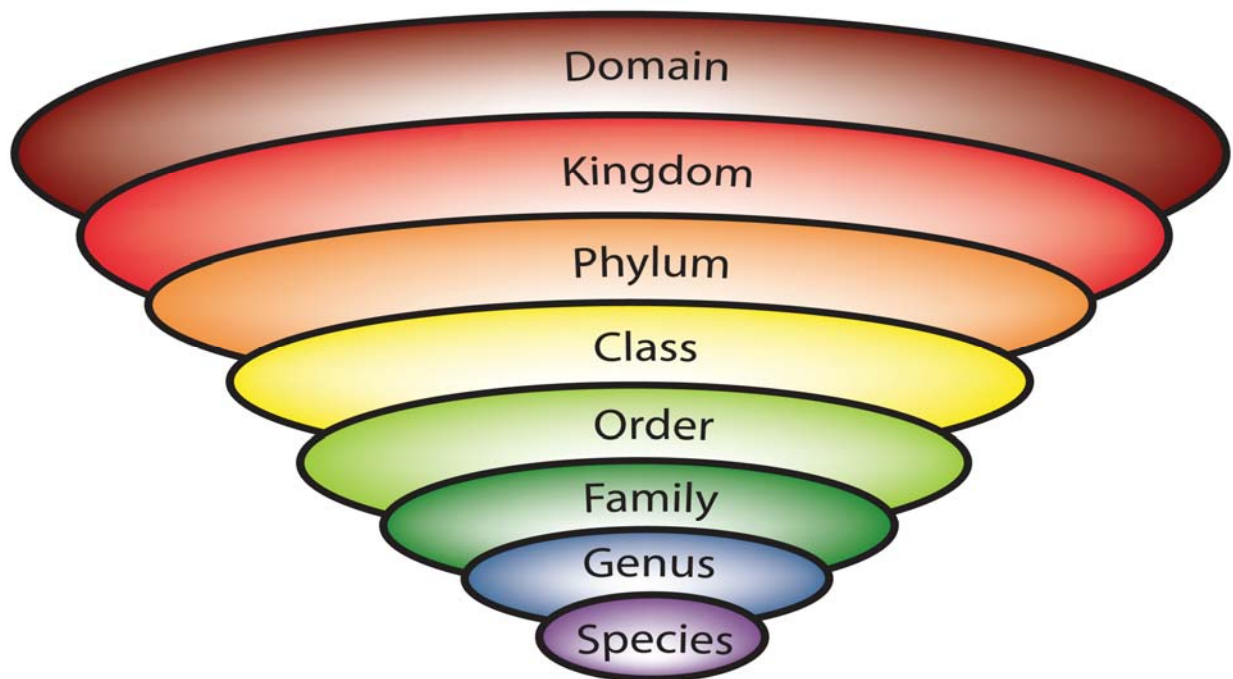 Domain
Kingdom
Phylum
Class
Order
Family
Genus
Species